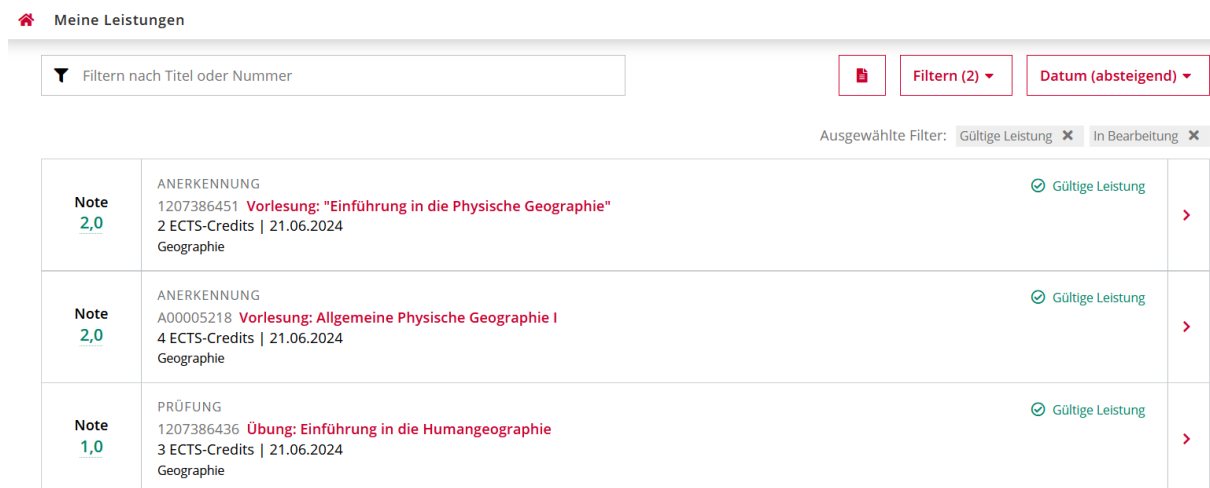 Meine Leistungen
Filtern nach Titel oder Nummer
Filtern (2)
Datum (absteigend)
Ausgewählte Filter: Gültige Leistung In Bearbeitung
Note
2,0
ANERKENNUNG
1207386451 Vorlesung: "Einführung in die Physische Geographie"
2 ECTS-Credits | 21.06.2024
Geographie
Gültige Leistung
Note
2,0
ANERKENNUNG
A00005218 Vorlesung: Allgemeine Physische Geographie I
4 ECTS-Credits | 21.06.2024
Geographie
Gültige Leistung
Note
1,0
PRÜFUNG
1207386436 Übung: Einführung in die Humangeographie
3 ECTS-Credits | 21.06.2024
Geographie
Gültige Leistung